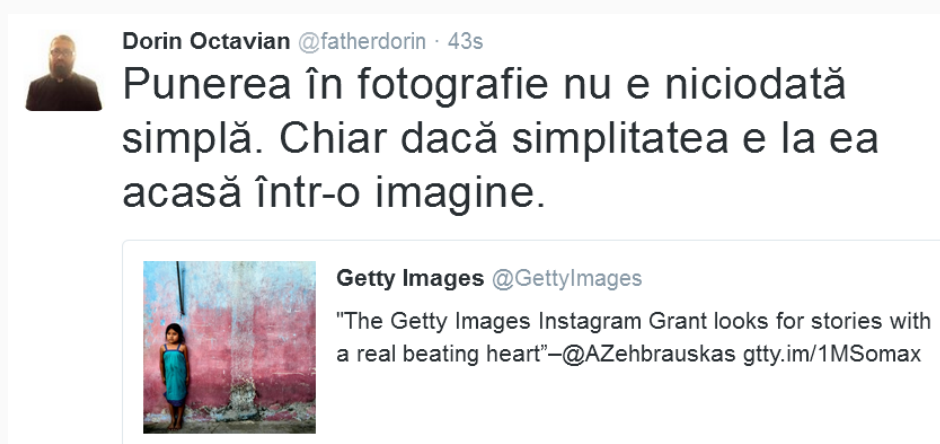 Dorin Octavian @fatherdorin · 43s
Punerea în fotografie nu e niciodată
simplă. Chiar dacă simplitatea e la ea
acasă într-o imagine.
Getty Images @GettyImages
"The Getty Images Instagram Grant looks for stories with
a real beating heart”–@AZehbrauskas gtty.im/1MSomax